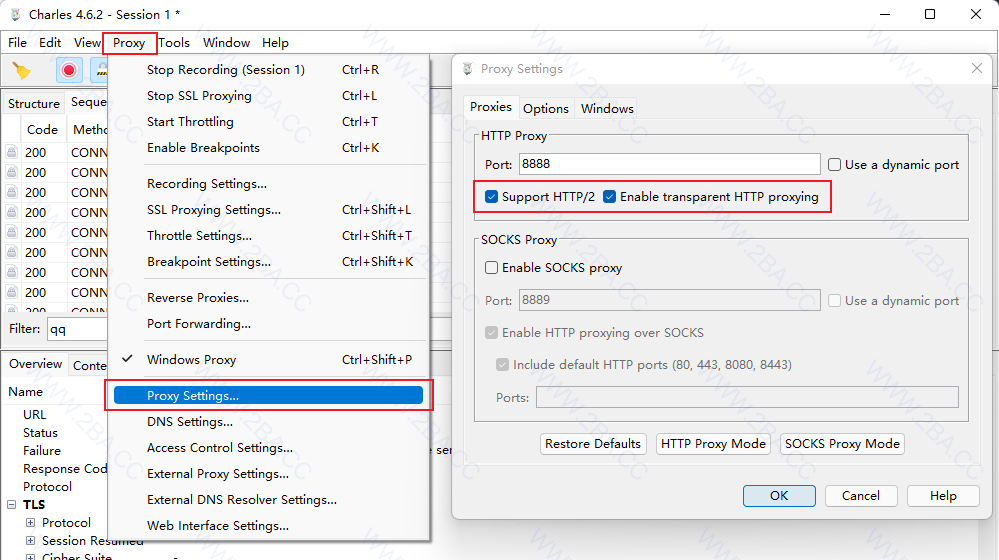 Charles 4.6.2 - Session 1 *
File Edit View Proxy Tools Window Help
Stop Recording (Session 1) Ctrl+R
Stop SSL Proxying Ctrl+L
Start Throttling Ctrl+T
Enable Breakpoints Ctrl+K
Recording Settings...
SSL Proxying Settings... Ctrl+Shift+L
Throttle Settings... Ctrl+Shift+T
Breakpoint Settings... Ctrl+Shift+K
Reverse Proxies...
Port Forwarding...
Windows Proxy Ctrl+Shift+P
Proxy Settings...
DNS Settings...
Access Control Settings...
External Proxy Settings...
External DNS Resolver Settings...
Web Interface Settings...
Structure Seque
Code Metho
200 CONN
200 CONN
200 CONN
200 CONN
200 CONN
200 CONN
200 CONN
200 CONN
Filter: qq
Overview Conte
Name
URL
Status
Failure
e ser
Response Cod
Protocol
TLS
Protocol
Session Resumed
Cipher Suite
Proxy Settings
Proxies Options Windows
HTTP Proxy
Port: 8888 Use a dynamic port
Support HTTP/2 Enable transparent HTTP proxying
SOCKS Proxy
Enable SOCKS proxy
Port: 8889 Use a dynamic port
Enable HTTP proxying over SOCKS
Include default HTTP ports (80, 443, 8080, 8443)
Ports:
Restore Defaults HTTP Proxy Mode SOCKS Proxy Mode
OK Cancel Help
WWW.2BA.CC